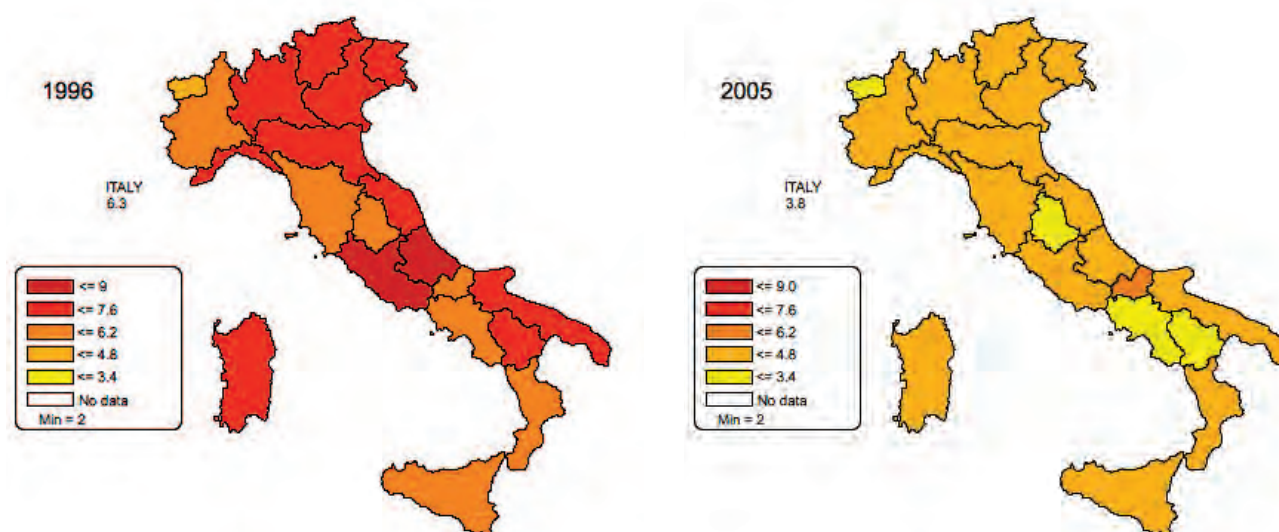 1996
ITALY
6.3
<= 9
<= 7.6
<= 6.2
<= 4.8
<= 3.4
No data
Min = 2
2005
ITALY
3.8
<= 9.0
<= 7.6
<= 6.2
<= 4.8
<= 3.4
No data
Min = 2